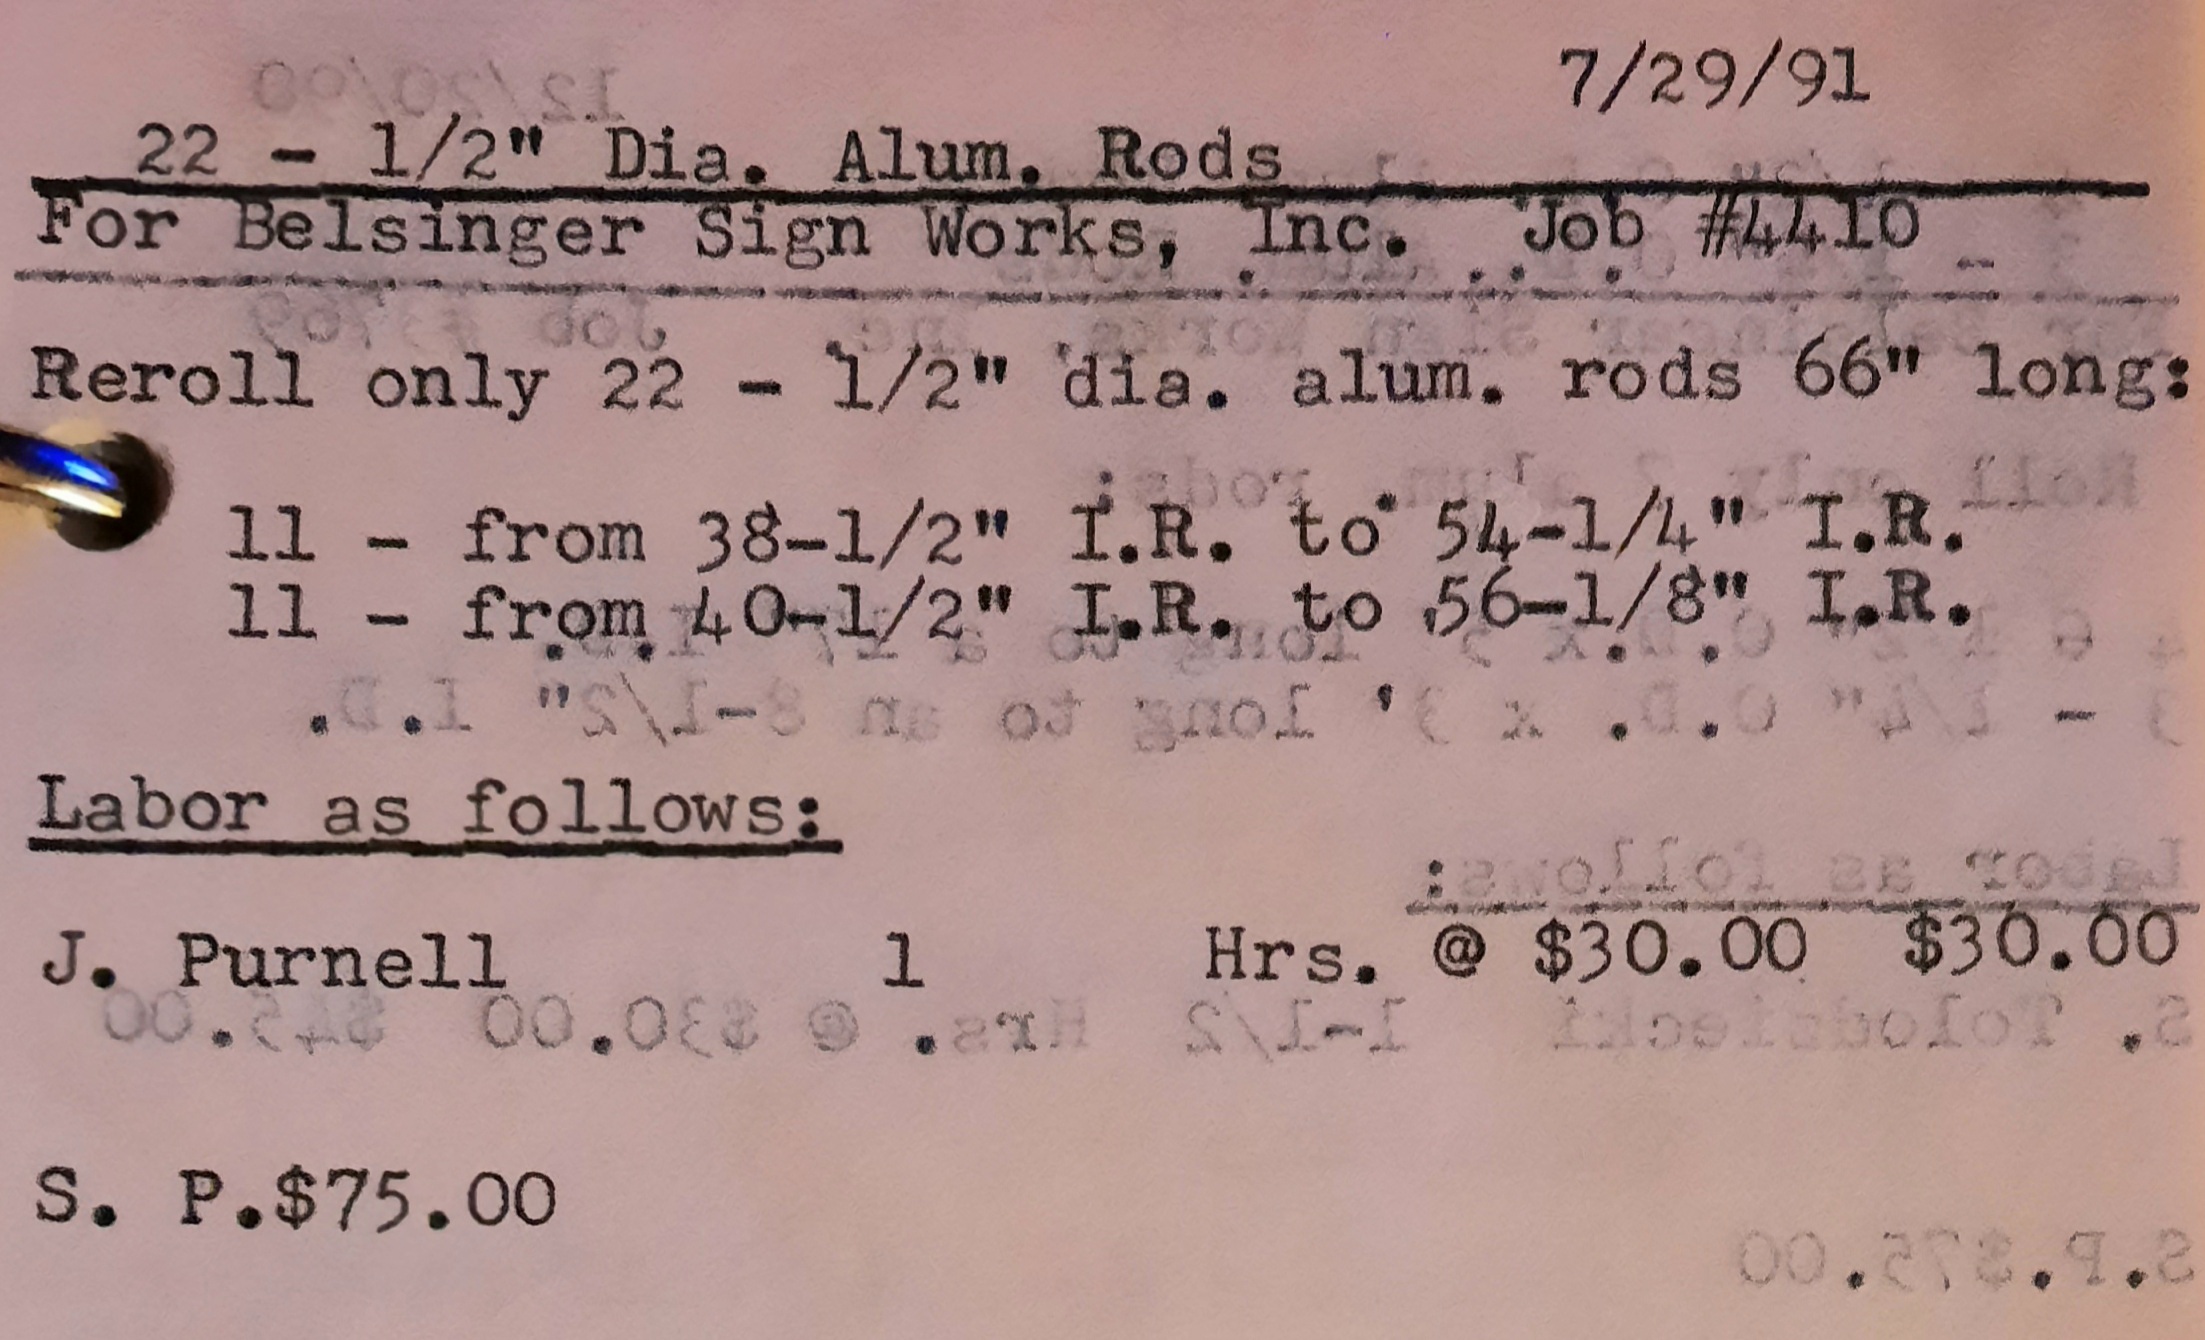 7/29/91
22 - 1/2" Dia. Alum. Rods
For Belsinger Sign Works, Inc. Job #4410
Reroll only 22 - 1/2" dia. alum. rods 66" long:
11 - from 38-1/2" I.R. to 54-1/4" I.R.
11 - from 40-1/2" I.R. to 56-1/8" I.R.
Labor as follows:
J. Purnell 1 Hrs. @ $30.00 $30.00
S. P.$75.00